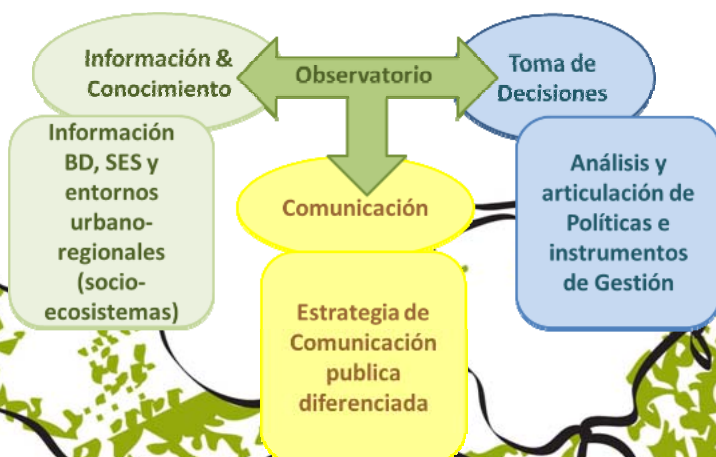 Información &
Conocimiento
Observatorio
Toma de
Decisiones
Información
BD, SES y
entornos
urbano-
regionales
(socio-
ecosistemas)
Comunicación
Estrategia de
Comunicación
publica
diferenciada
Análisis y
articulación de
Políticas e
instrumentos
de Gestión